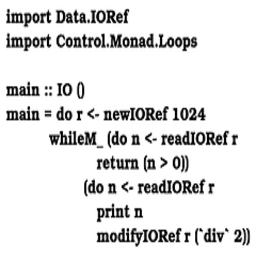 import Data.IORef
import Control.Monad.Loops

main :: IO ()
main = do r <- newIORef 1024
          whileM_ (do n <- readIORef r
                      return (n > 0))
                  (do n <- readIORef r
                      print n
                      modifyIORef r (`div` 2))